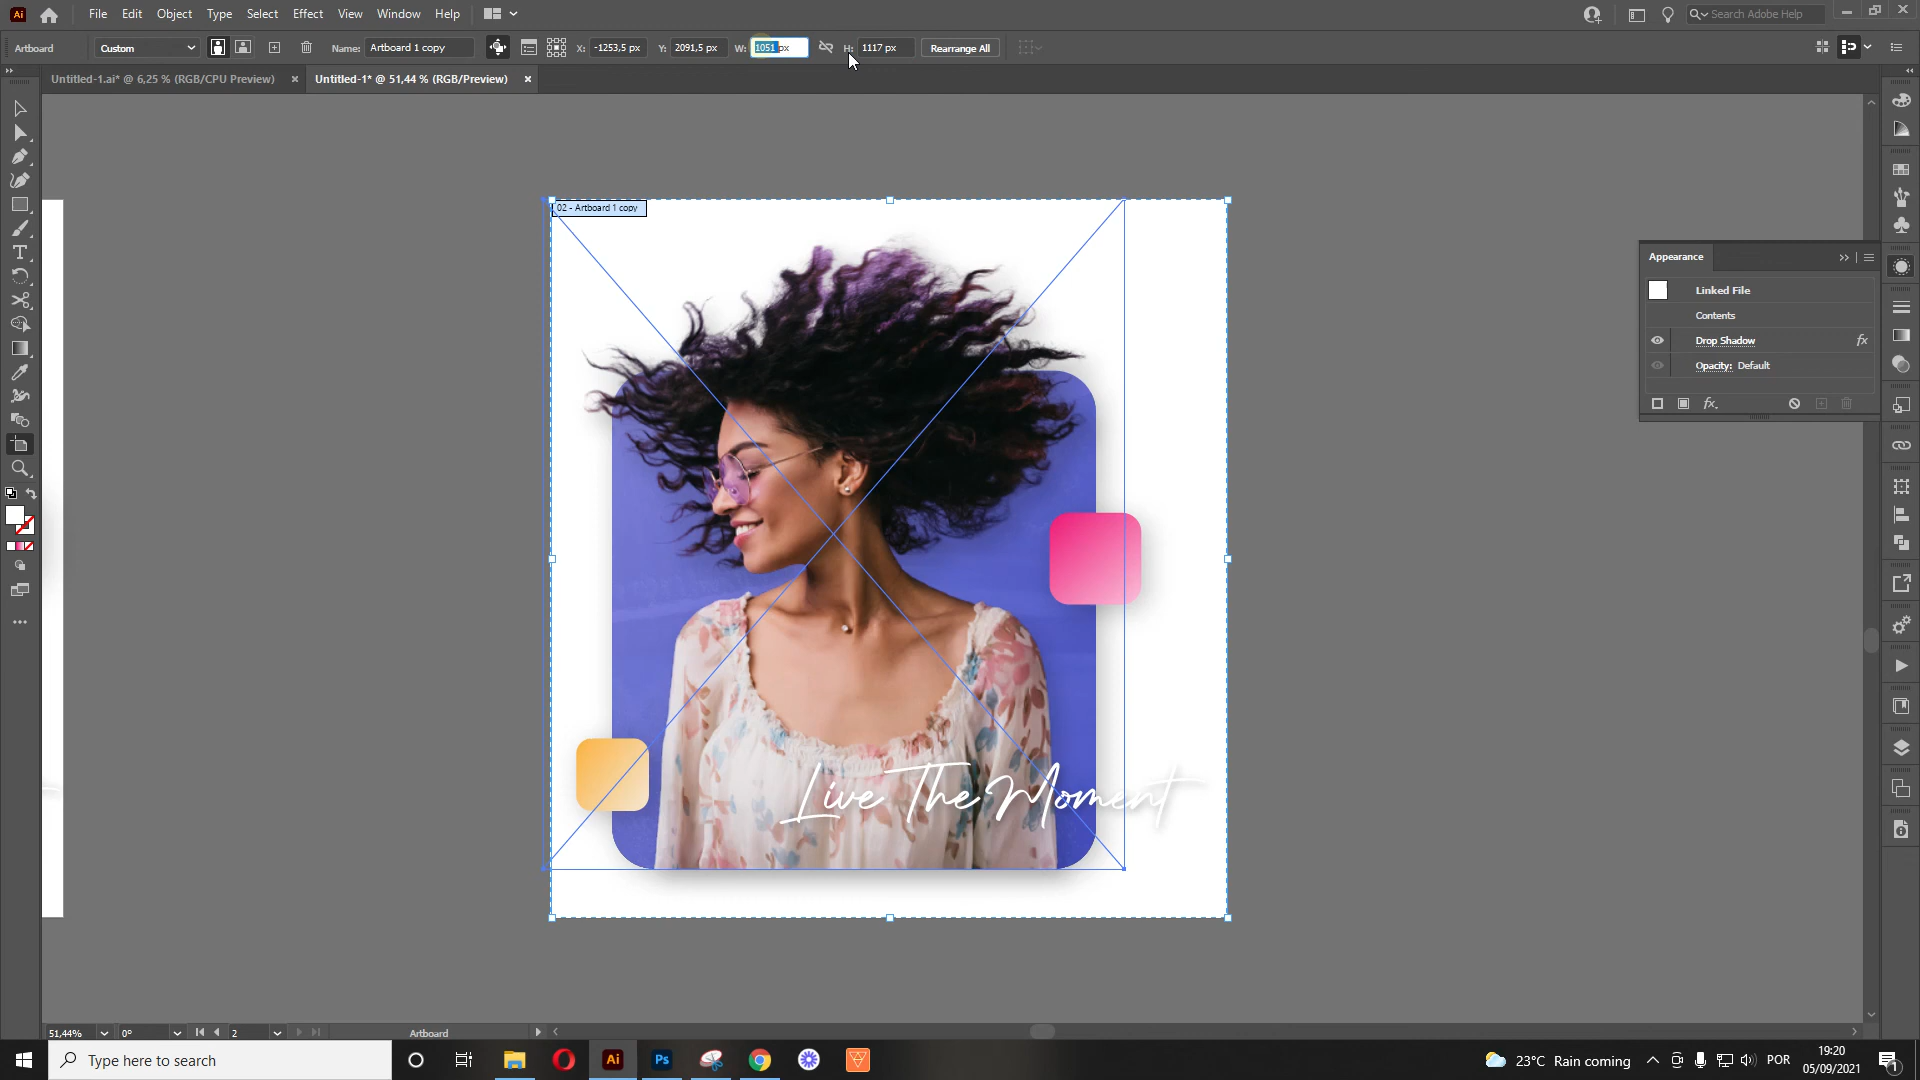 Ai File Edit Object Type Select Effect View Window Help Search Adobe Help
Artboard Custom Name: Artboard 1 copy X: -1253,5 px Y: 2091,5 px W: 1051 px H: 1117 px Rearrange All
Untitled-1.ai* @ 6,25 % (RGB/CPU Preview) Untitled-1* @ 51,44 % (RGB/Preview)
02 - Artboard 1 copy
Appearance
Linked File
Contents
Drop Shadow fx
Opacity: Default
fx.
Live The Moment
51,44% 0° 2 Artboard
Type here to search Ai Ps 23°C Rain coming POR 19:20
05/09/2021 1